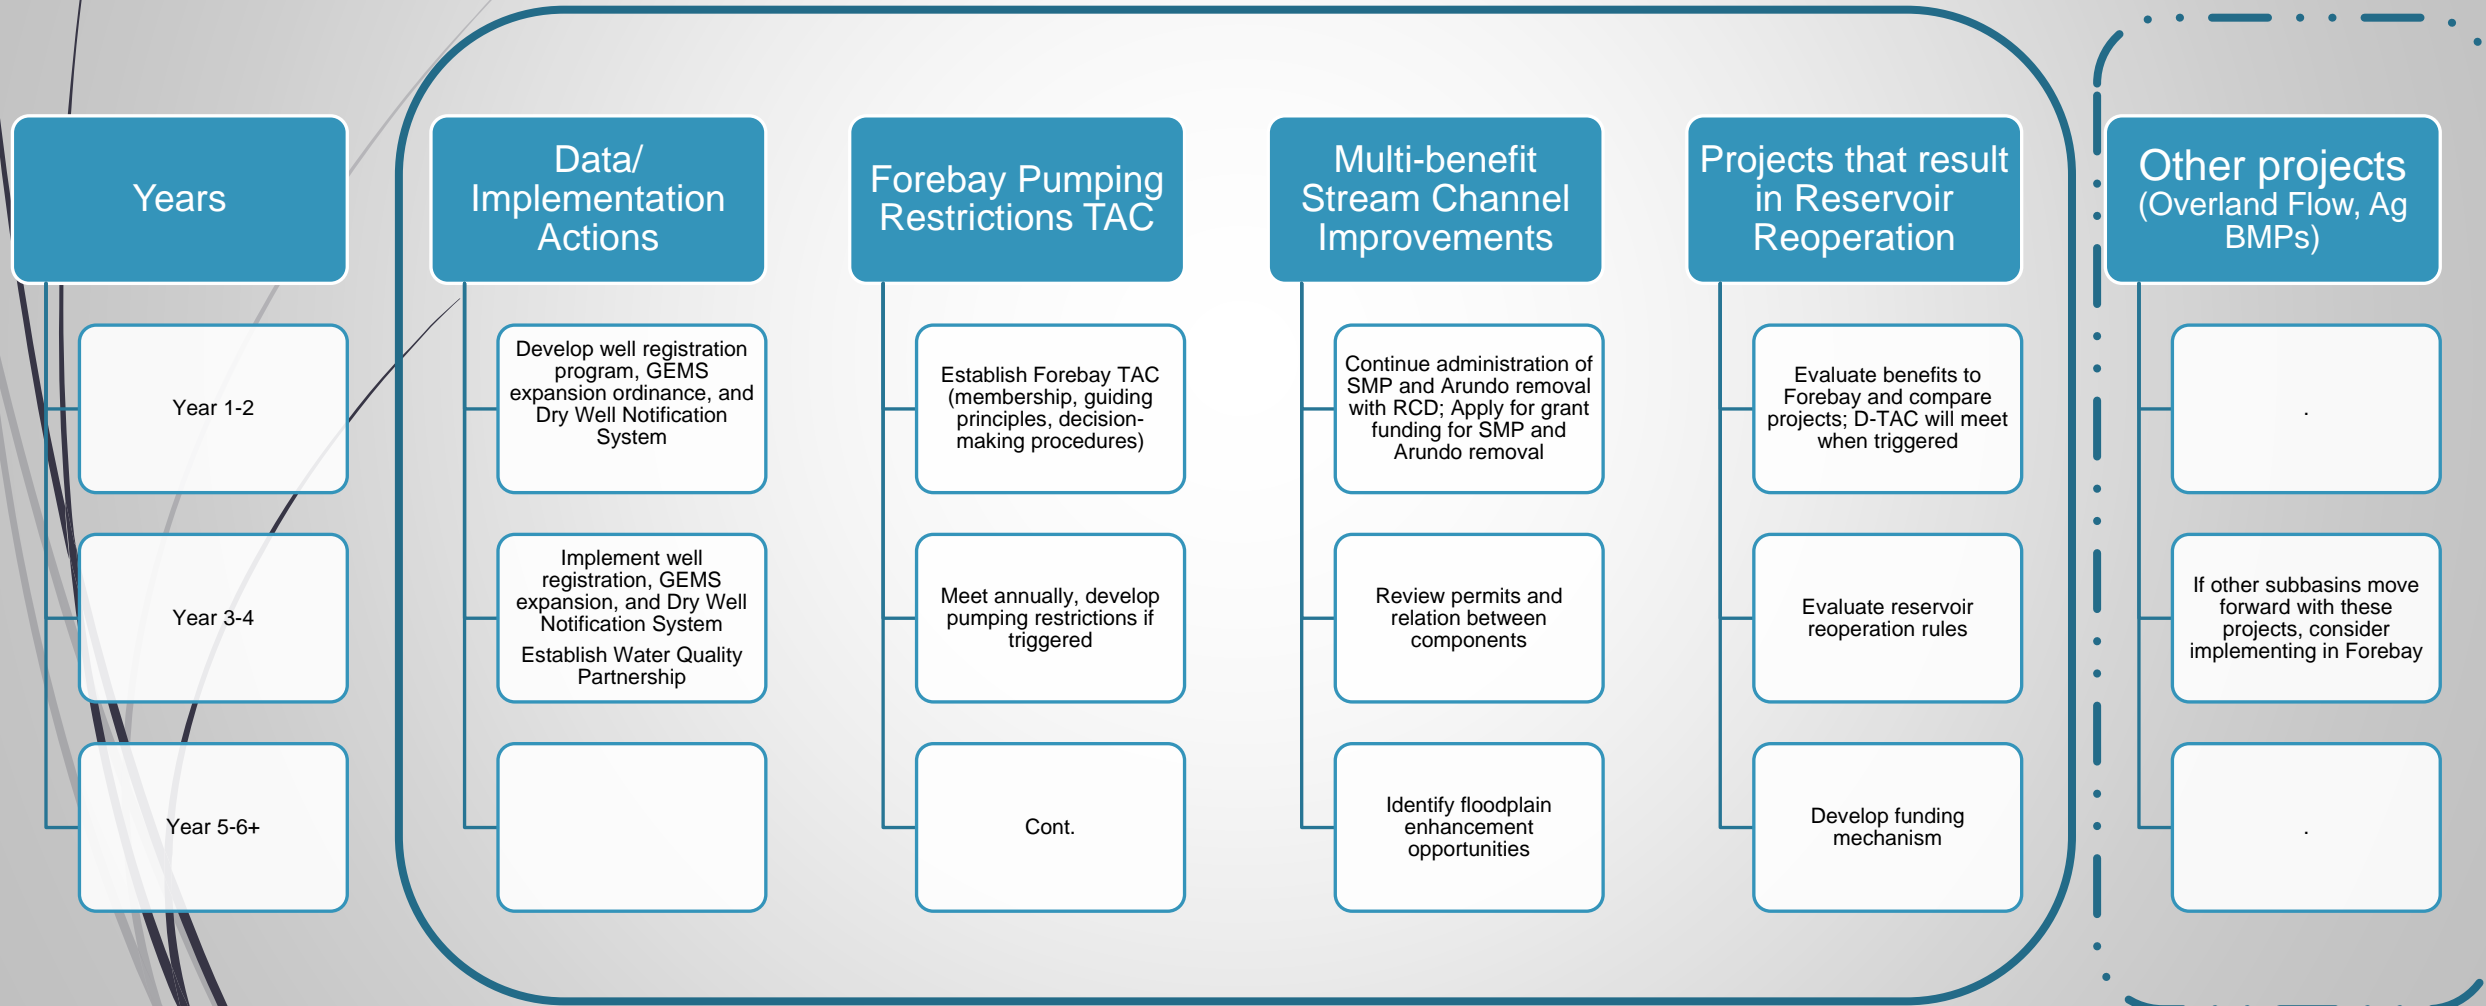 Years
Data/
Implementation
Actions
Forebay Pumping
Restrictions TAC
Multi-benefit
Stream Channel
Improvements
Projects that result
in Reservoir
Reoperation
Other projects
(Overland Flow, Ag
BMPs)
Year 1-2
Develop well registration
program, GEMS
expansion ordinance, and
Dry Well Notification
System
Establish Forebay TAC
(membership, guiding
principles, decision-
making procedures)
Continue administration of
SMP and Arundo removal
with RCD; Apply for grant
funding for SMP and
Arundo removal
Evaluate benefits to
Forebay and compare
projects; D-TAC will meet
when triggered
.
Year 3-4
Implement well
registration, GEMS
expansion, and Dry Well
Notification System
Establish Water Quality
Partnership
Meet annually, develop
pumping restrictions if
triggered
Review permits and
relation between
components
Evaluate reservoir
reoperation rules
If other subbasins move
forward with these
projects, consider
implementing in Forebay
Year 5-6+
Cont.
Identify floodplain
enhancement
opportunities
Develop funding
mechanism
.